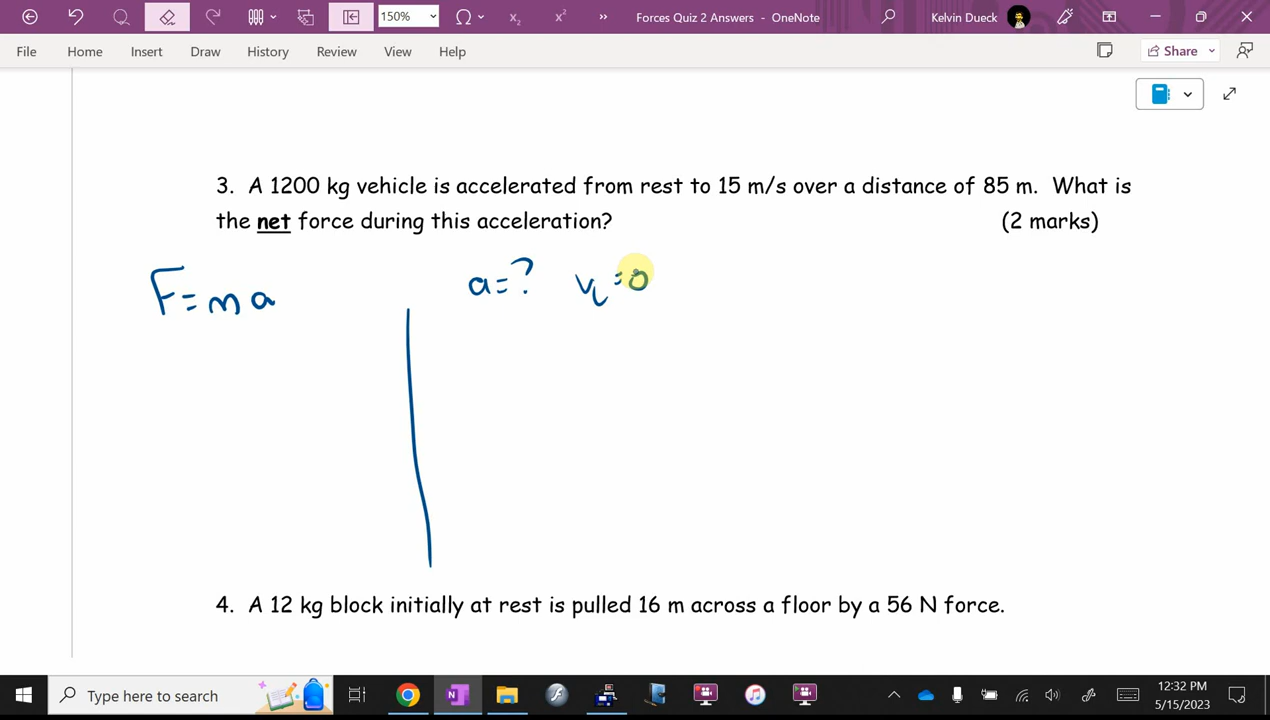 150%
Forces Quiz 2 Answers - OneNote
Kelvin Dueck
File Home Insert Draw History Review View Help
Share
3. A 1200 kg vehicle is accelerated from rest to 15 m/s over a distance of 85 m. What is
the net force during this acceleration? (2 marks)
F=ma a=? vi=0
4. A 12 kg block initially at rest is pulled 16 m across a floor by a 56 N force.
Type here to search
12:32 PM
5/15/2023